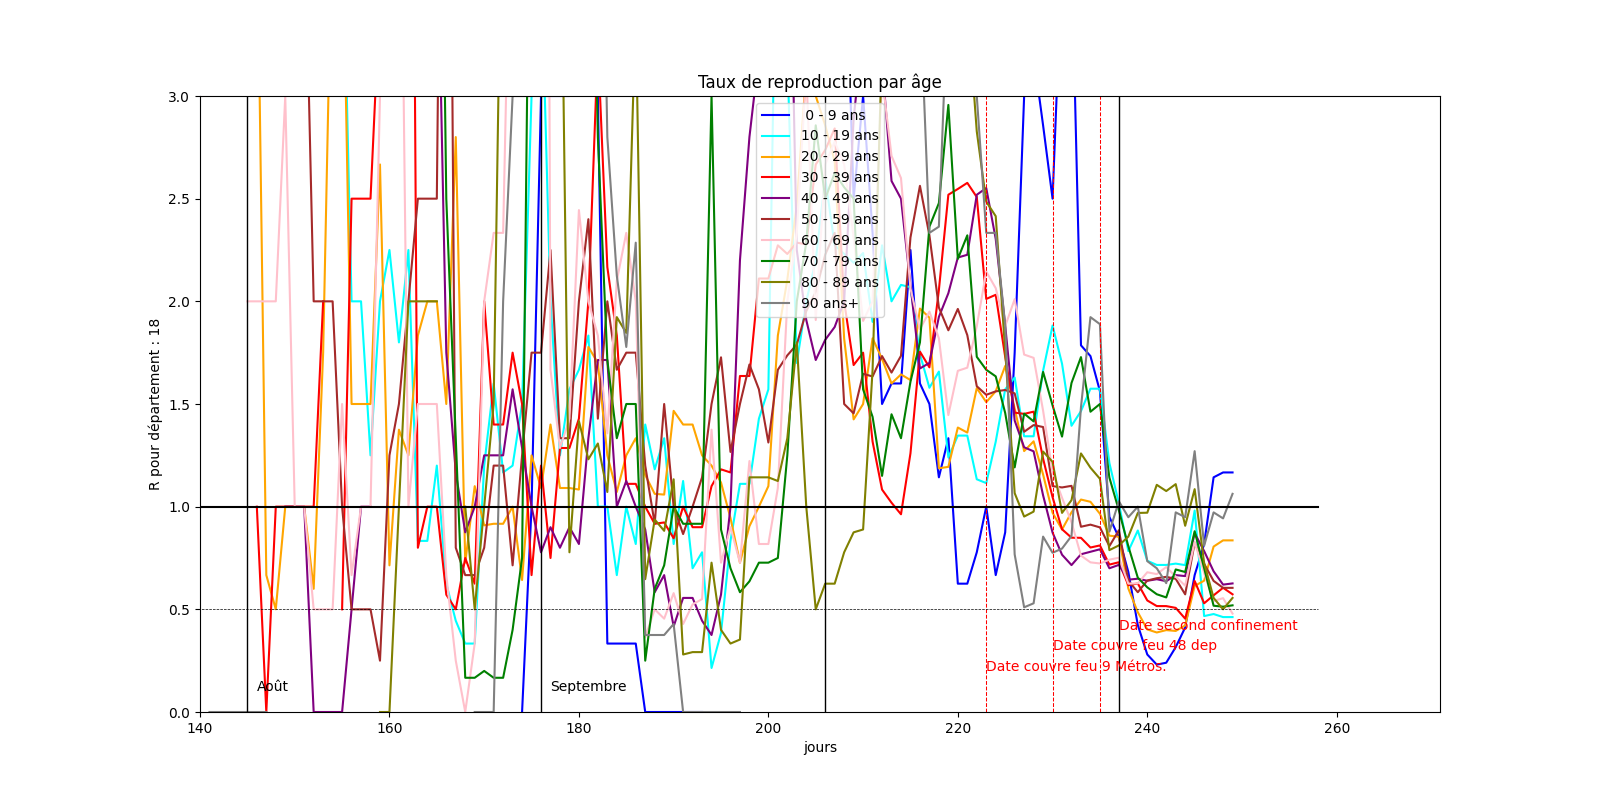 Taux de reproduction par âge
R pour département : 18
3.0
2.5
2.0
1.5
1.0
0.5
0.0
0 - 9 ans
10 - 19 ans
20 - 29 ans
30 - 39 ans
40 - 49 ans
50 - 59 ans
60 - 69 ans
70 - 79 ans
80 - 89 ans
90 ans+
Date second confinement
Date couvre feu 48 dep
Date couvre feu 9 Métros.
Août
Septembre
140 160 180 200 220 240 260
jours